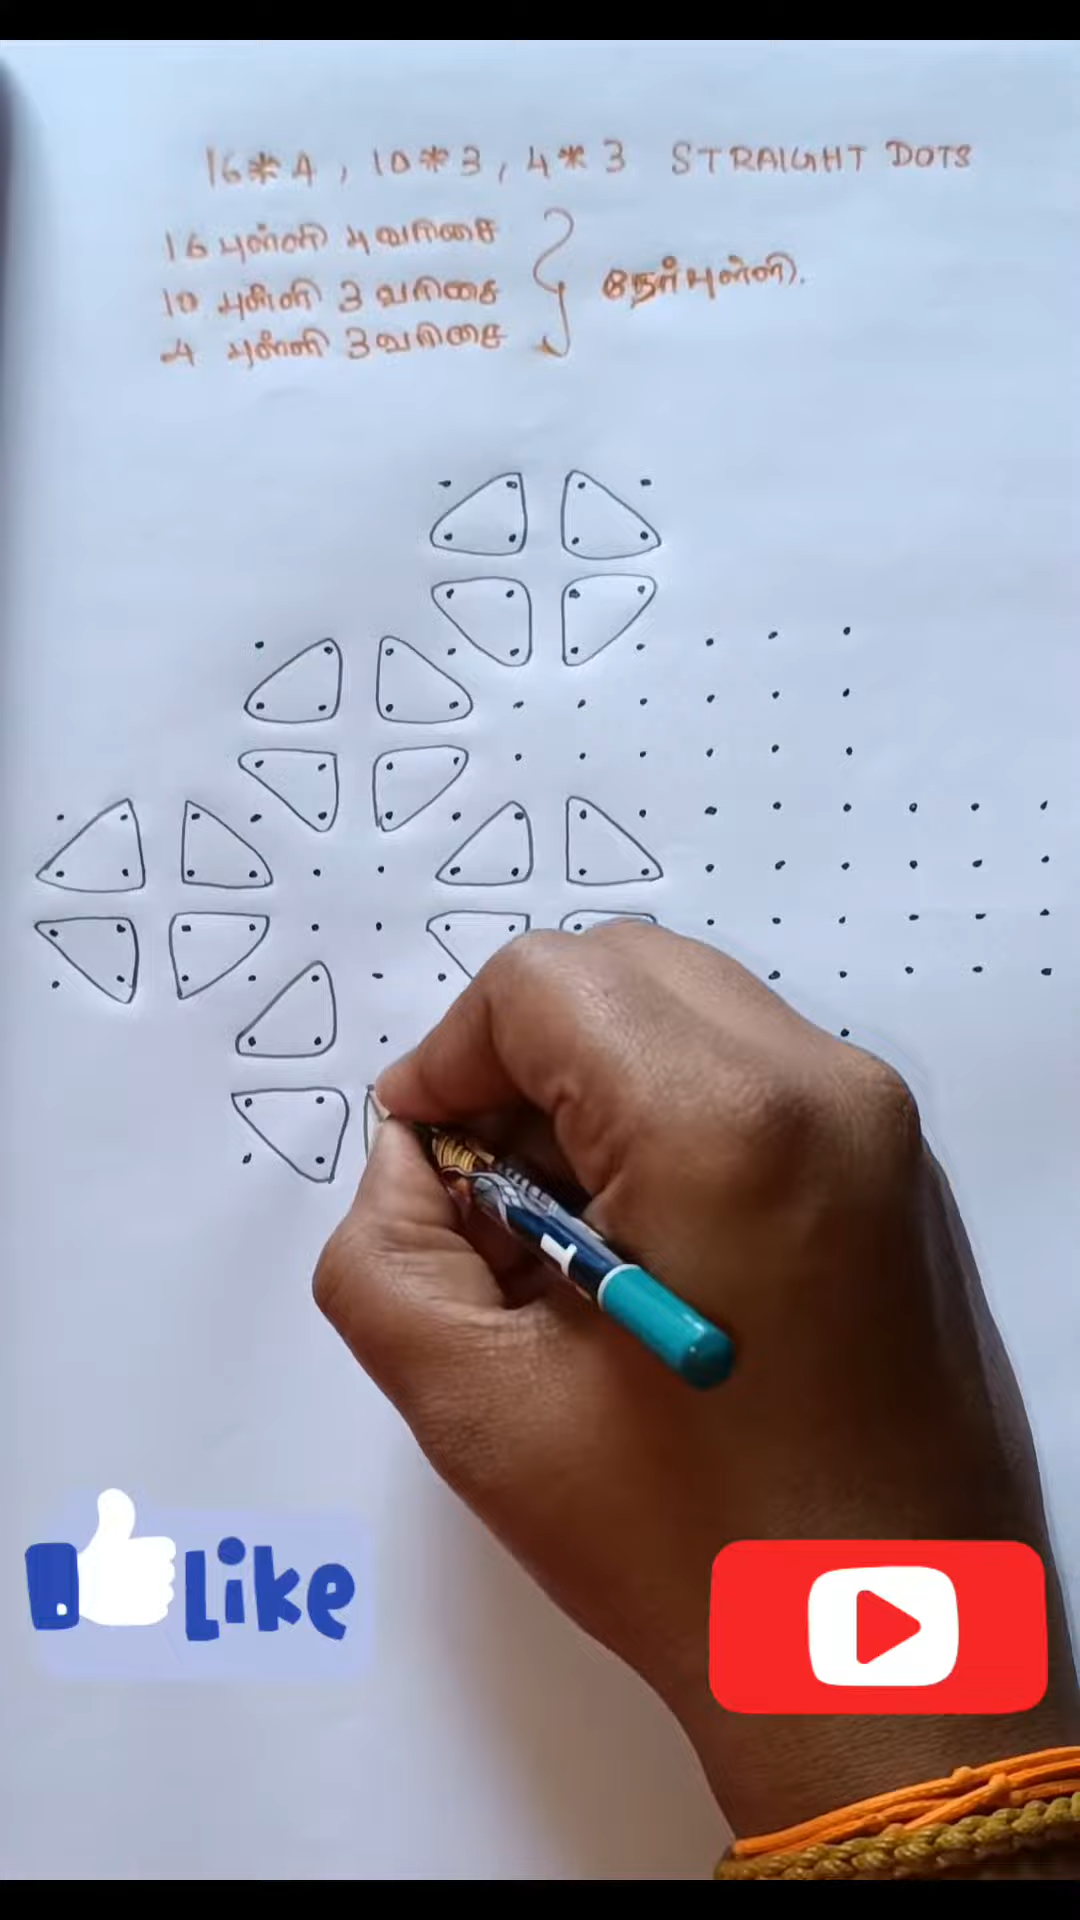 16*4, 10*3, 4*3 STRAIGHT DOTS
16 புள்ளி 4 வரிசை
10 புள்ளி 3 வரிசை
4 புள்ளி 3 வரிசை
நேர்புள்ளி.
Like